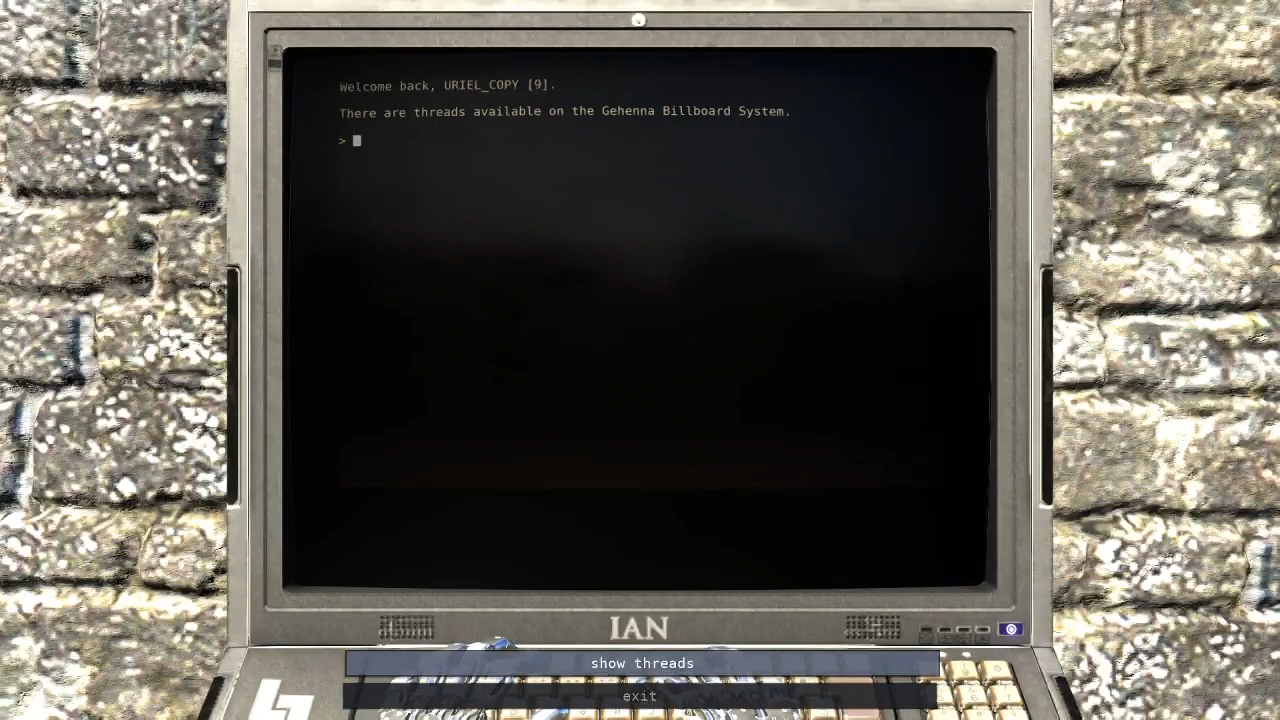 Welcome back, URIEL_COPY [9].
There are threads available on the Gehenna Billboard System.
>
IAN
show threads
exit